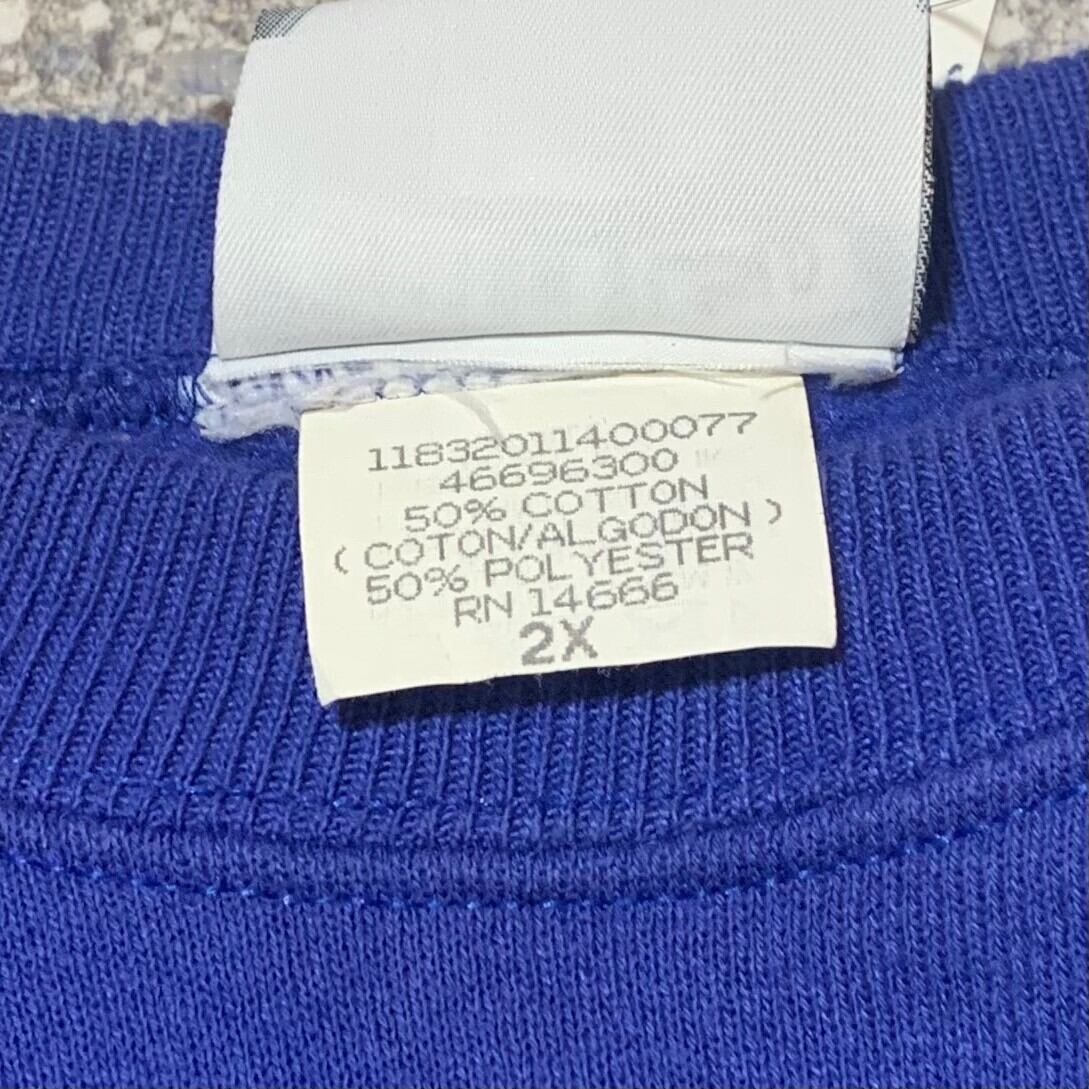 11832011400077
46696300
50% COTTON
( COTON/ALGODON )
50% POLYESTER
RN 14666
2X